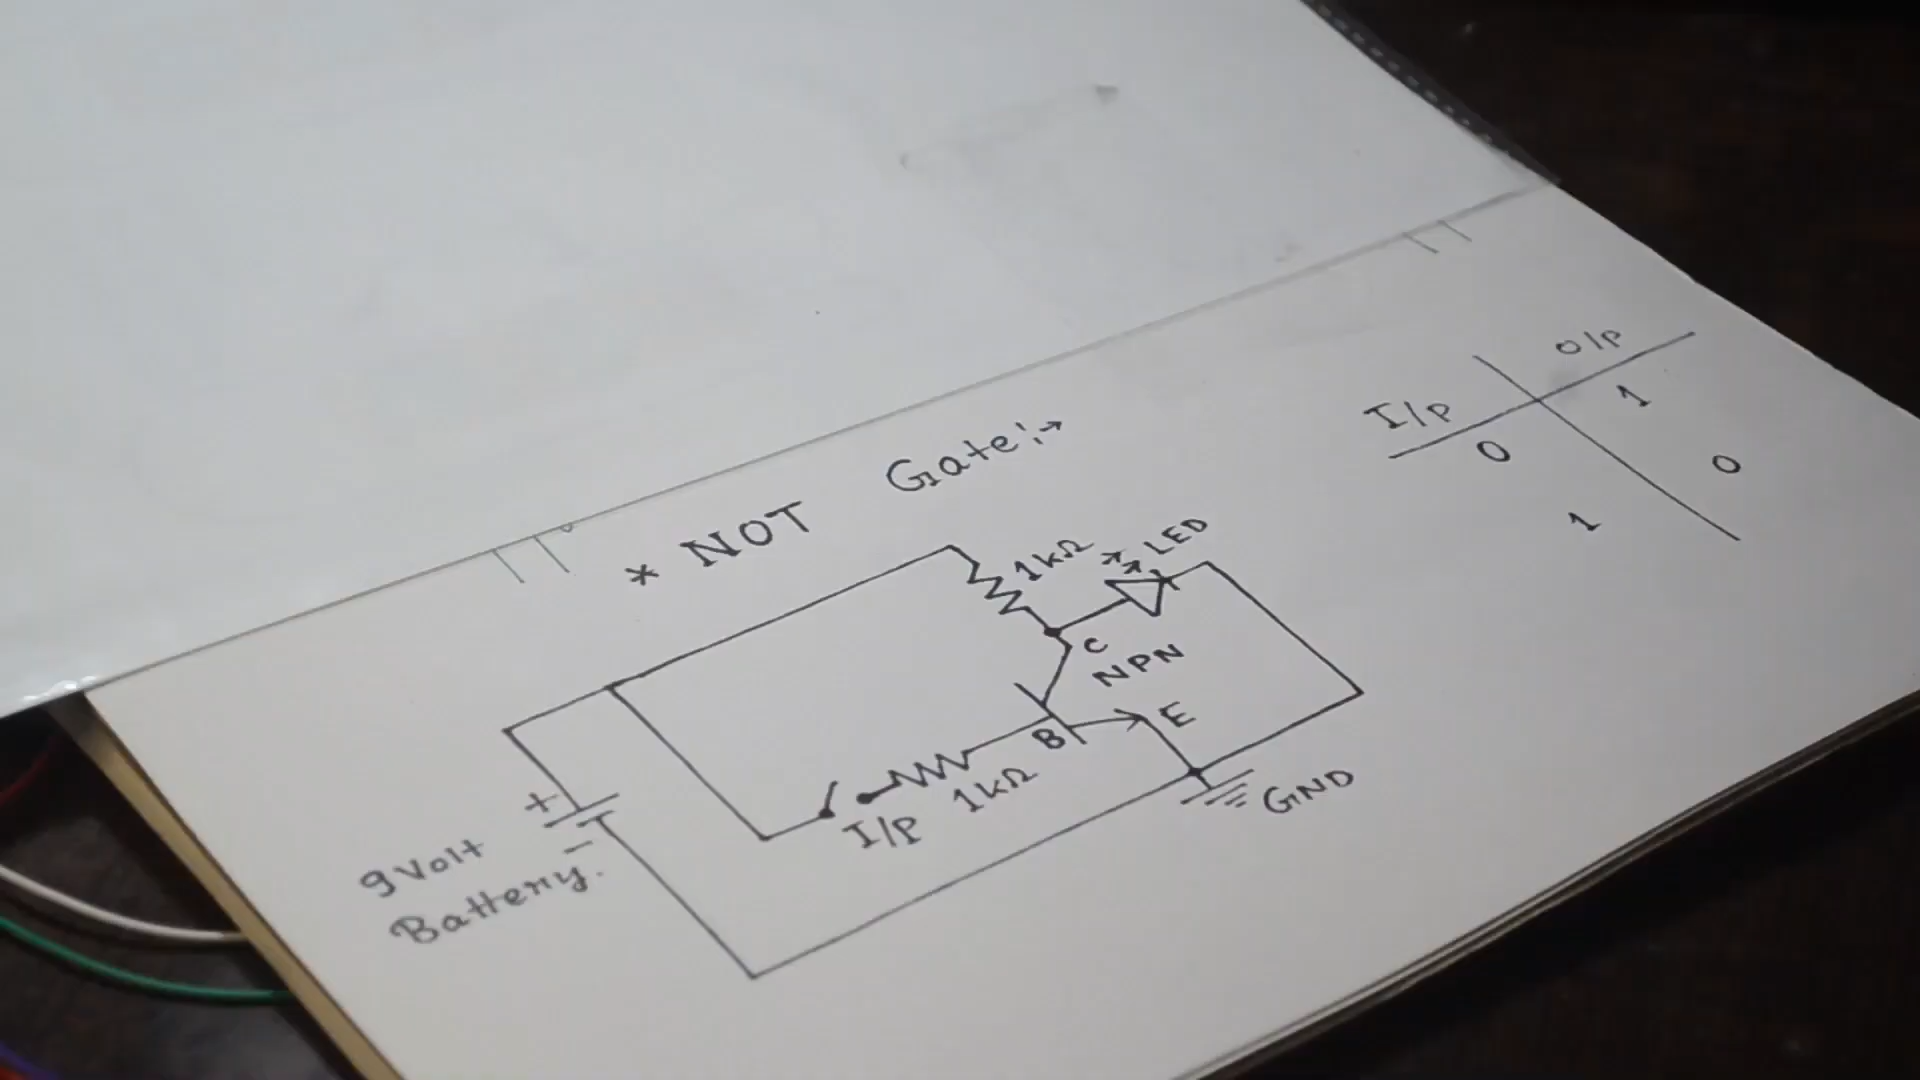 * NOT Gate:→
I/P O/P
0 1
1 0
1kΩ
LED
C
NPN
B
E
1kΩ
I/P
GND
+
−
9Volt
Battery.